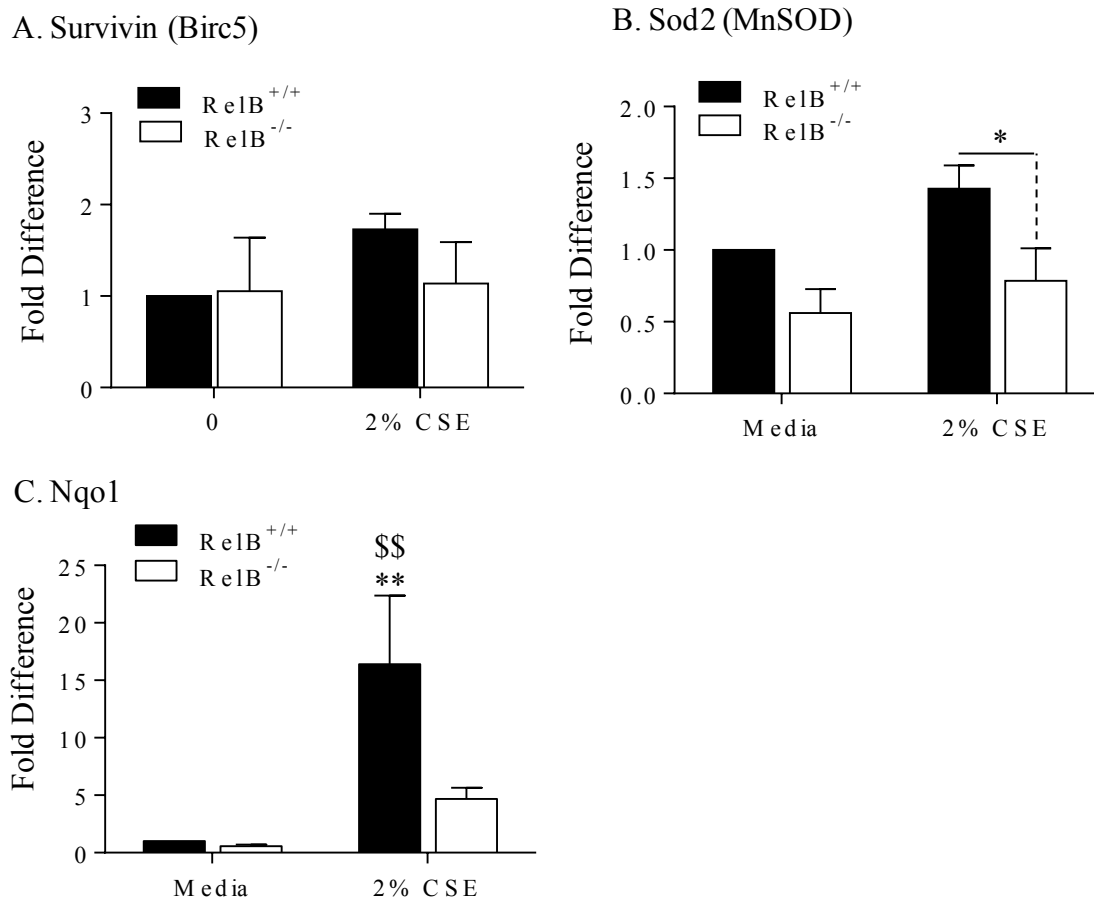 A. Survivin (Birc5)
RelB+/+
RelB-/-
Fold Difference
3
2
1
0
0
2% CSE
B. Sod2 (MnSOD)
RelB+/+
RelB-/-
Fold Difference
2.0
1.5
1.0
0.5
0.0
*
Media
2% CSE
C. Nqo1
RelB+/+
RelB-/-
Fold Difference
25
20
15
10
5
0
$$
**
Media
2% CSE